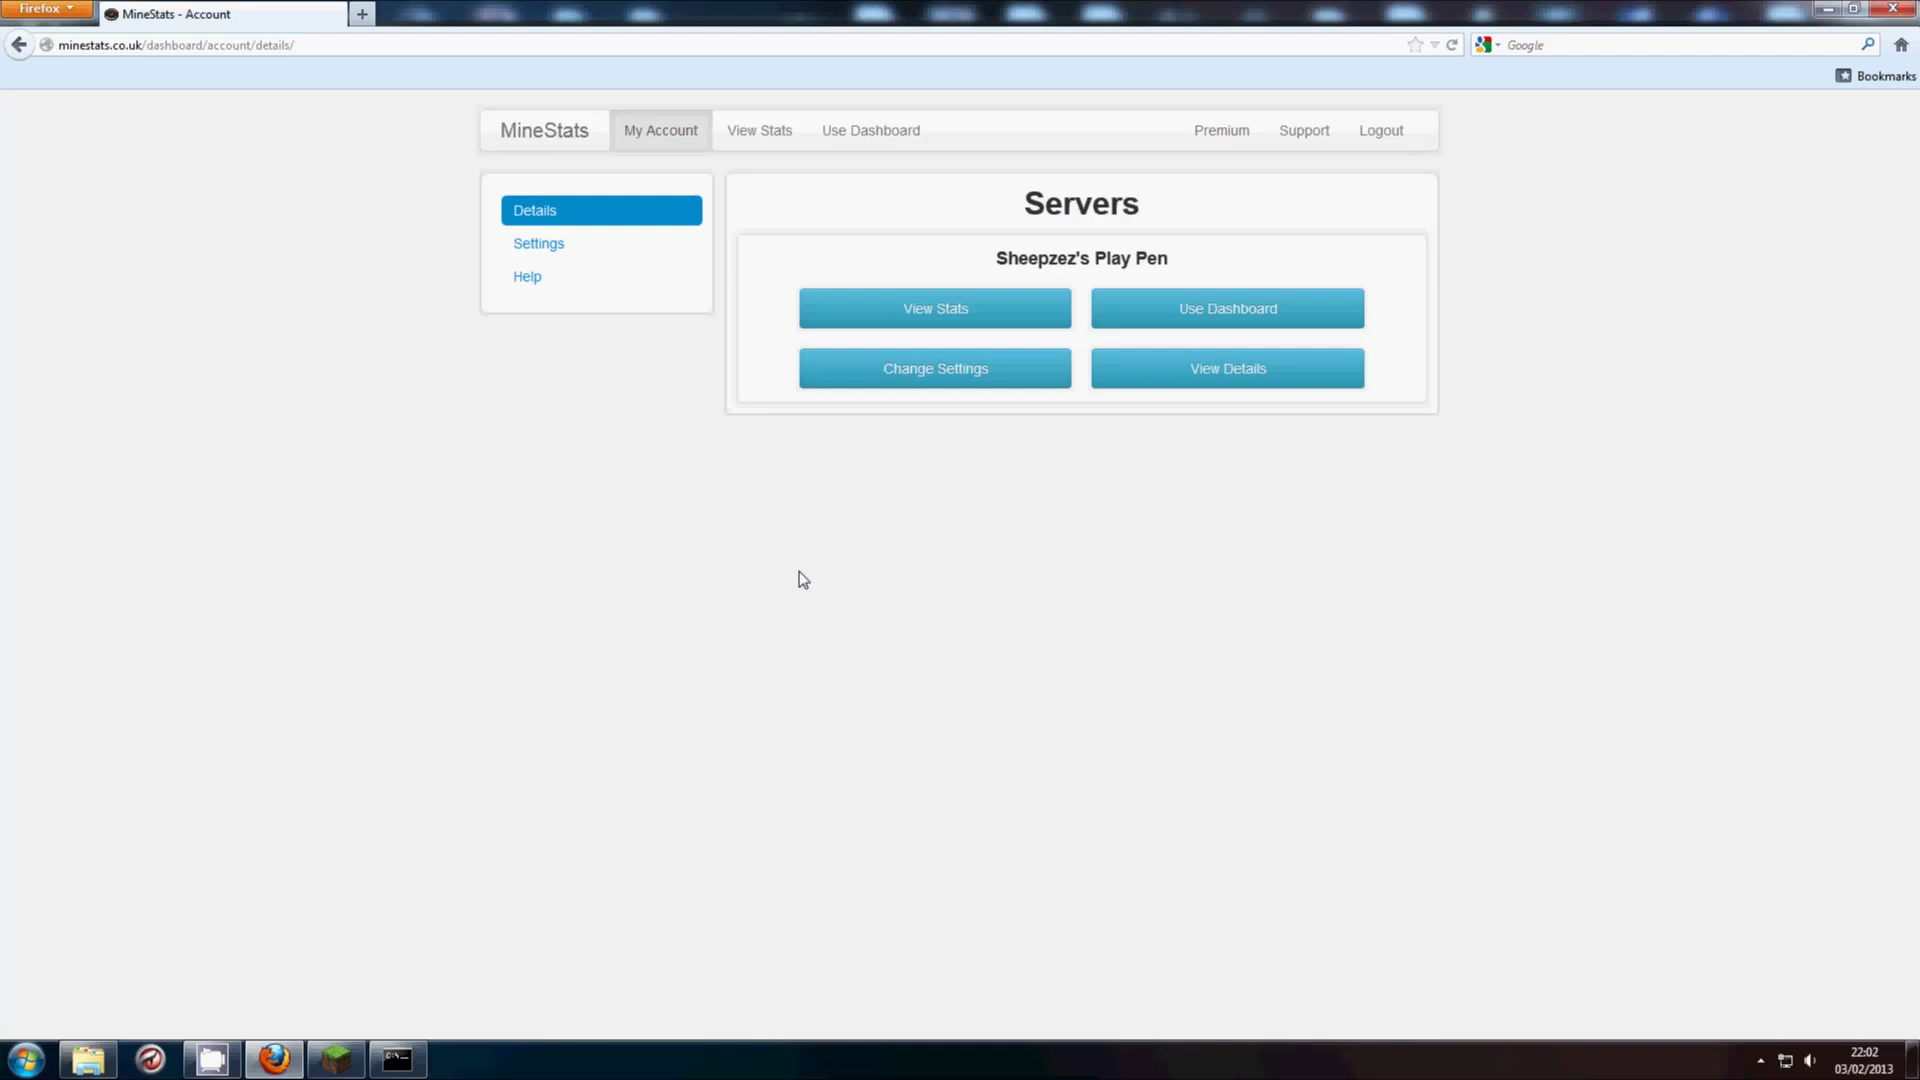 Firefox
MineStats - Account
minestats.co.uk/dashboard/account/details/
Google
Bookmarks
MineStats
My Account
View Stats
Use Dashboard
Premium
Support
Logout
Details
Settings
Help
Servers
Sheepzez's Play Pen
View Stats
Use Dashboard
Change Settings
View Details
C:\_
22:02
03/02/2013